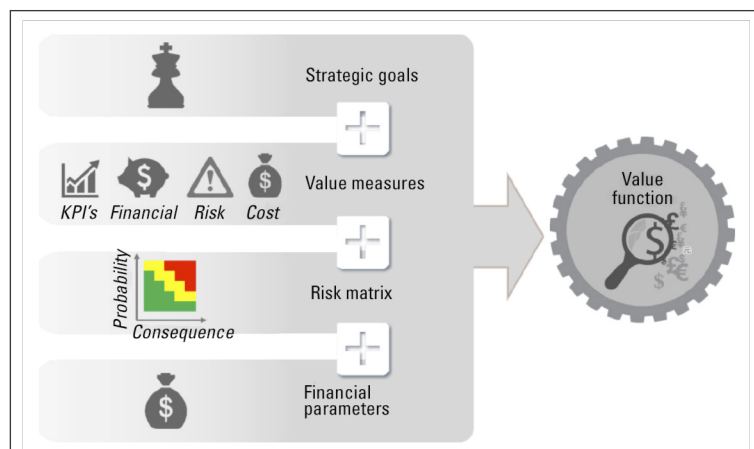 Strategic goals
KPI's Financial Risk Cost
Value measures
Probability
Consequence
Risk matrix
Financial
parameters
Value
function